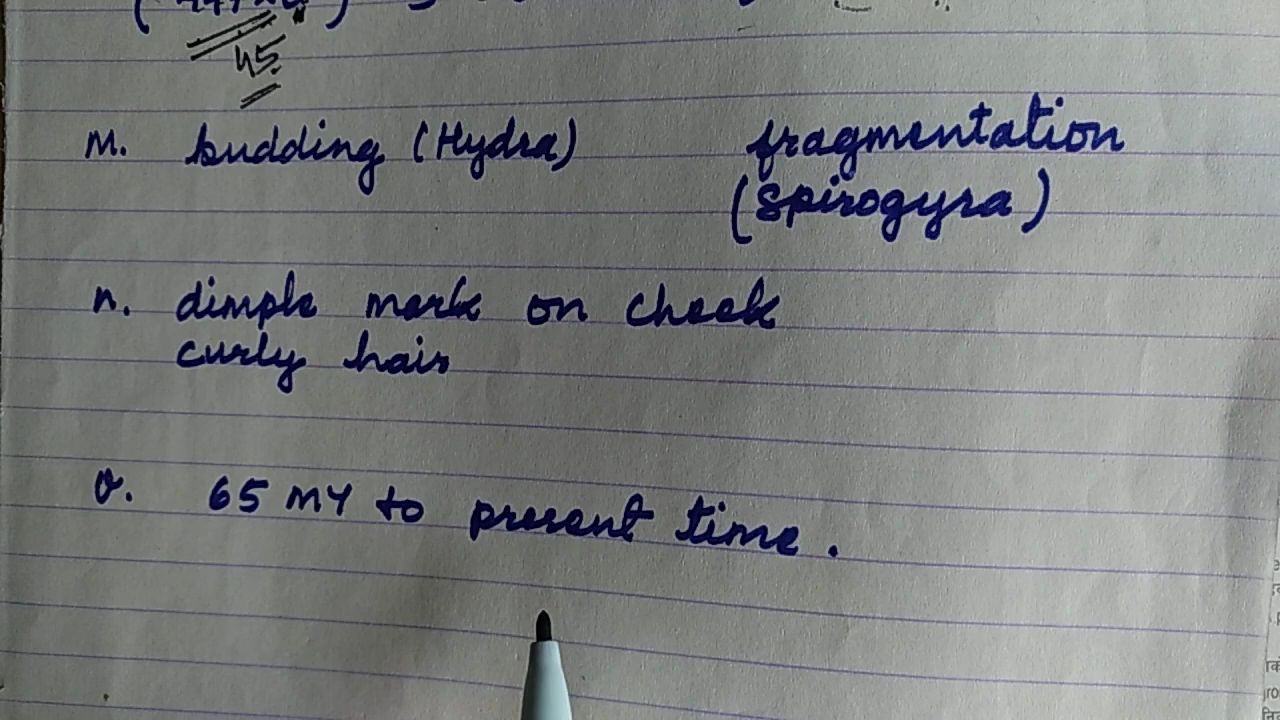 45.
M. budding (Hydra) fragmentation
(Spirogyra)
n. dimple mark on cheek
curly hair
o. 65 MY to present time.